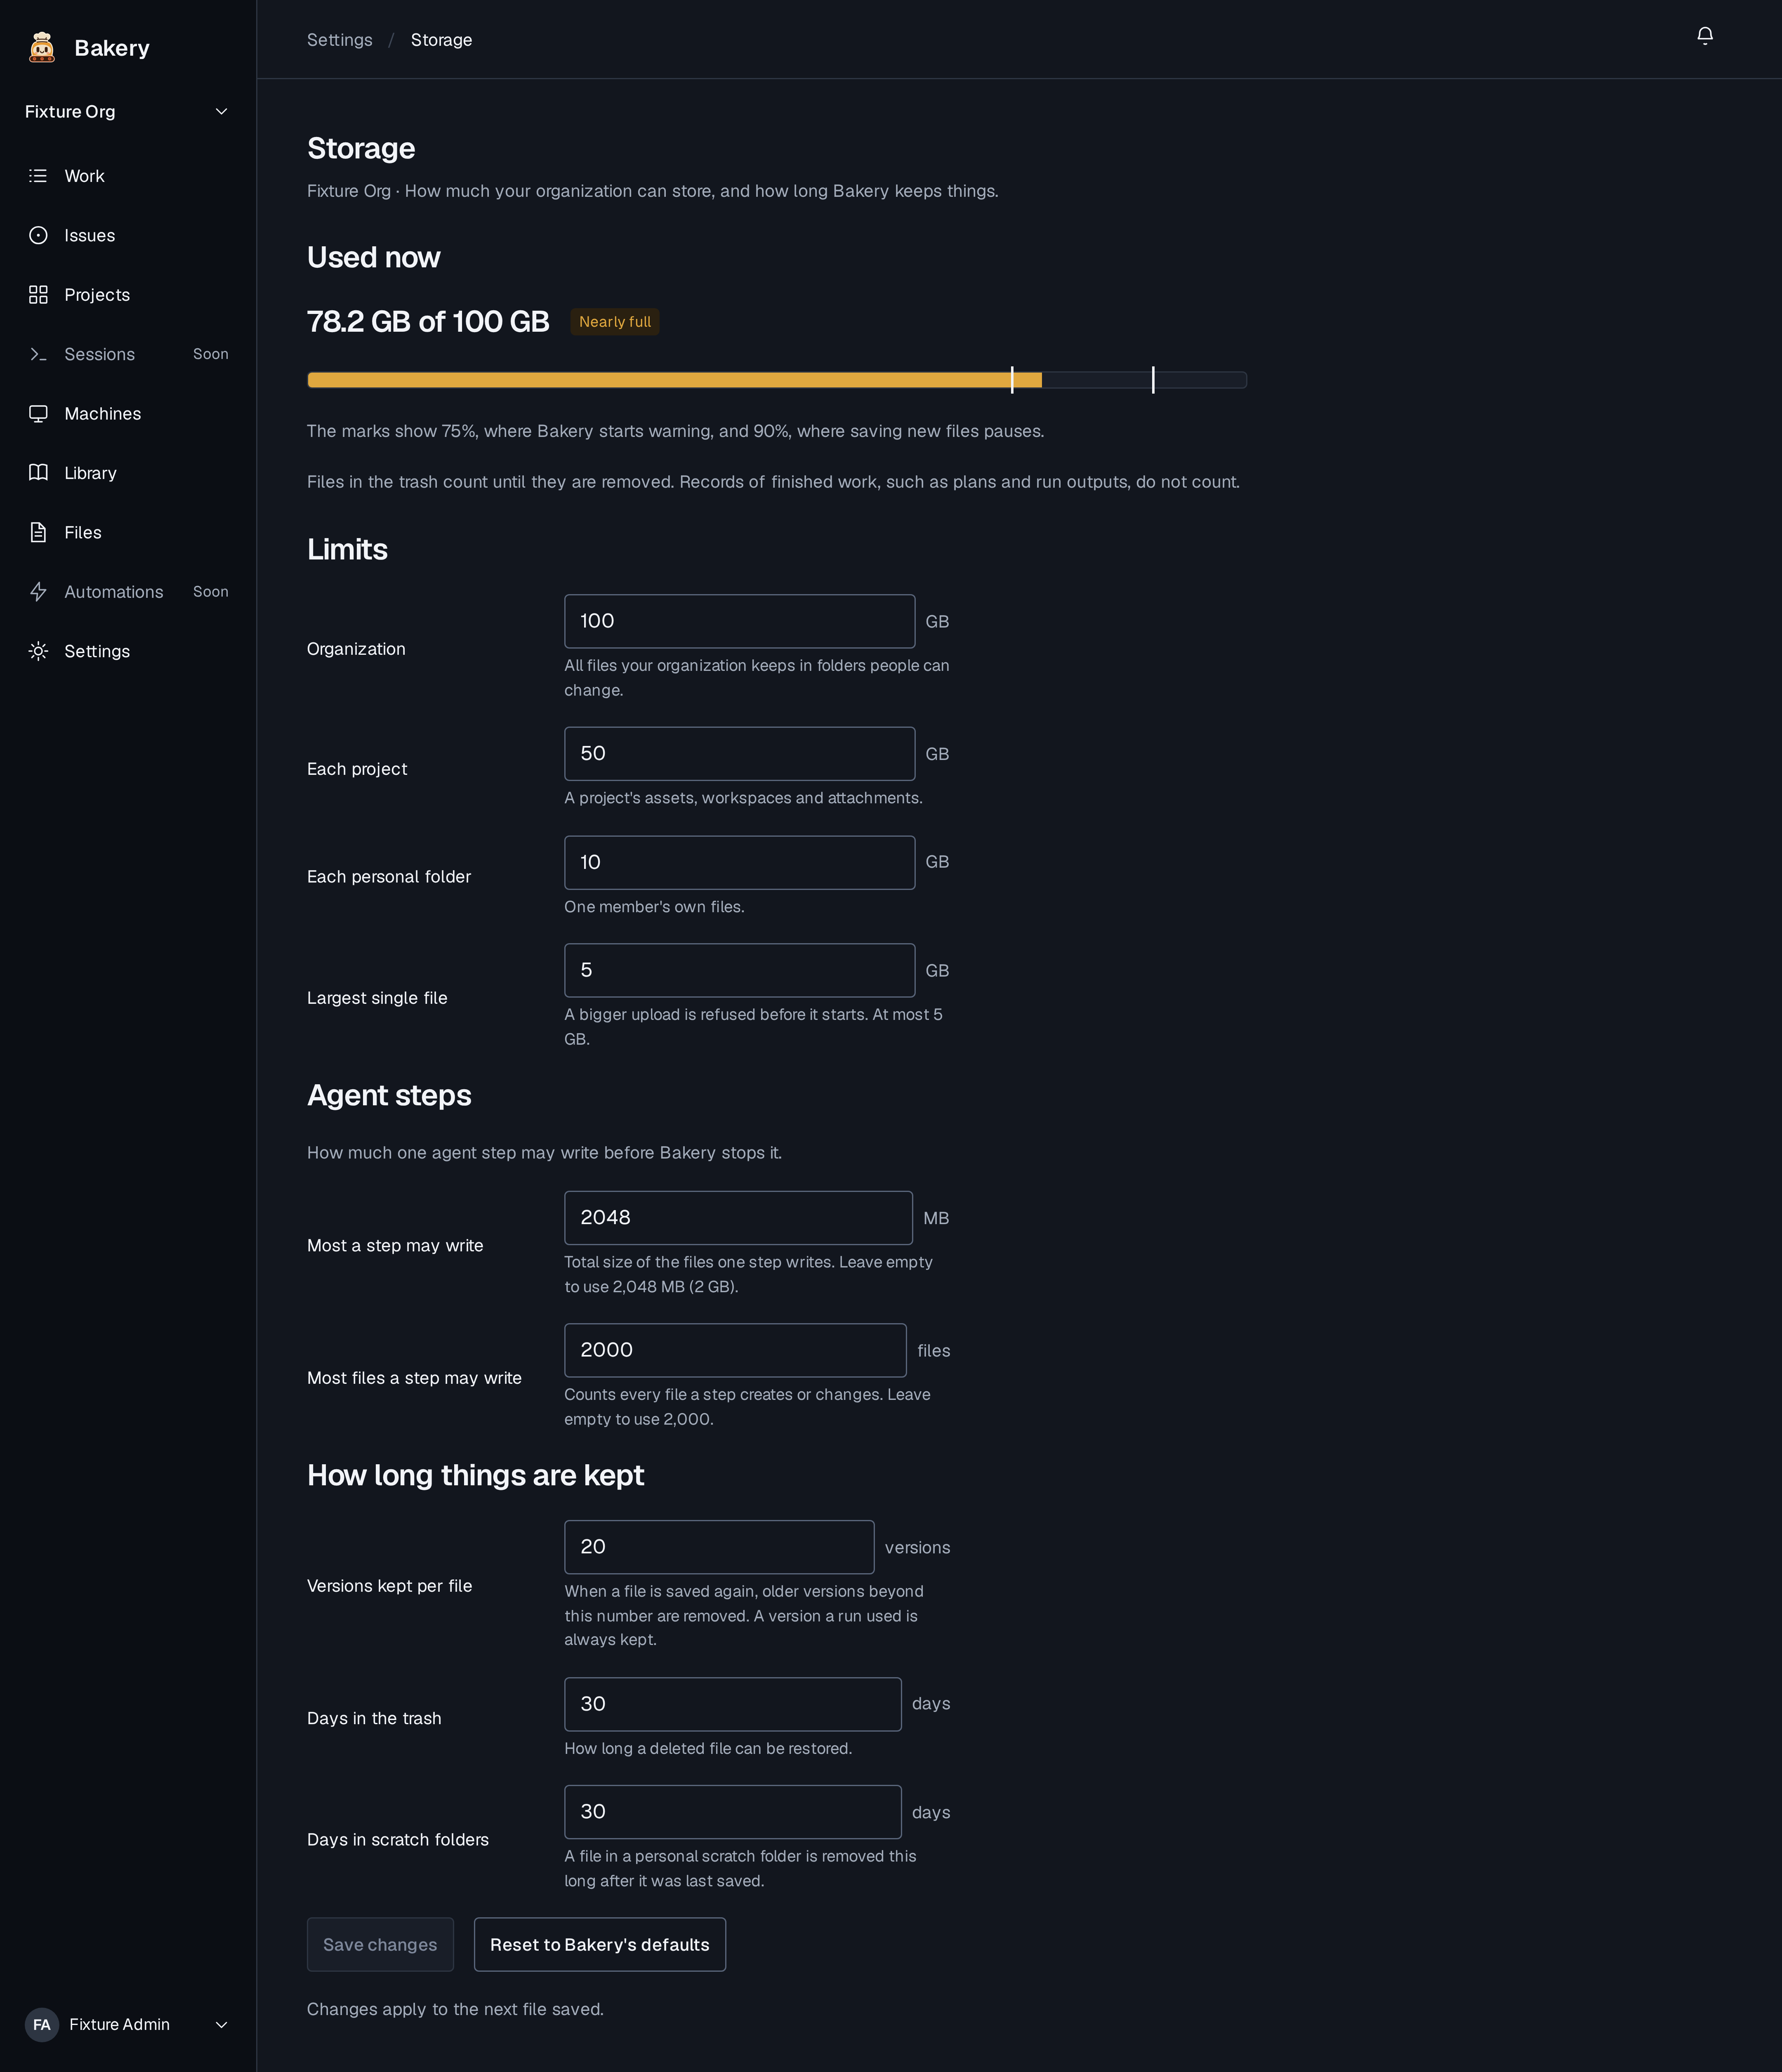 Bakery
Settings / Storage
Fixture Org
Work
Issues
Projects
Sessions Soon
Machines
Library
Files
Automations Soon
Settings
Storage
Fixture Org · How much your organization can store, and how long Bakery keeps things.
Used now
78.2 GB of 100 GB Nearly full
The marks show 75%, where Bakery starts warning, and 90%, where saving new files pauses.
Files in the trash count until they are removed. Records of finished work, such as plans and run outputs, do not count.
Limits
Organization
100 GB
All files your organization keeps in folders people can
change.
Each project
50 GB
A project's assets, workspaces and attachments.
Each personal folder
10 GB
One member's own files.
Largest single file
5 GB
A bigger upload is refused before it starts. At most 5
GB.
Agent steps
How much one agent step may write before Bakery stops it.
Most a step may write
2048 MB
Total size of the files one step writes. Leave empty
to use 2,048 MB (2 GB).
Most files a step may write
2000 files
Counts every file a step creates or changes. Leave
empty to use 2,000.
How long things are kept
Versions kept per file
20 versions
When a file is saved again, older versions beyond
this number are removed. A version a run used is
always kept.
Days in the trash
30 days
How long a deleted file can be restored.
Days in scratch folders
30 days
A file in a personal scratch folder is removed this
long after it was last saved.
Save changes
Reset to Bakery's defaults
Changes apply to the next file saved.
FA Fixture Admin